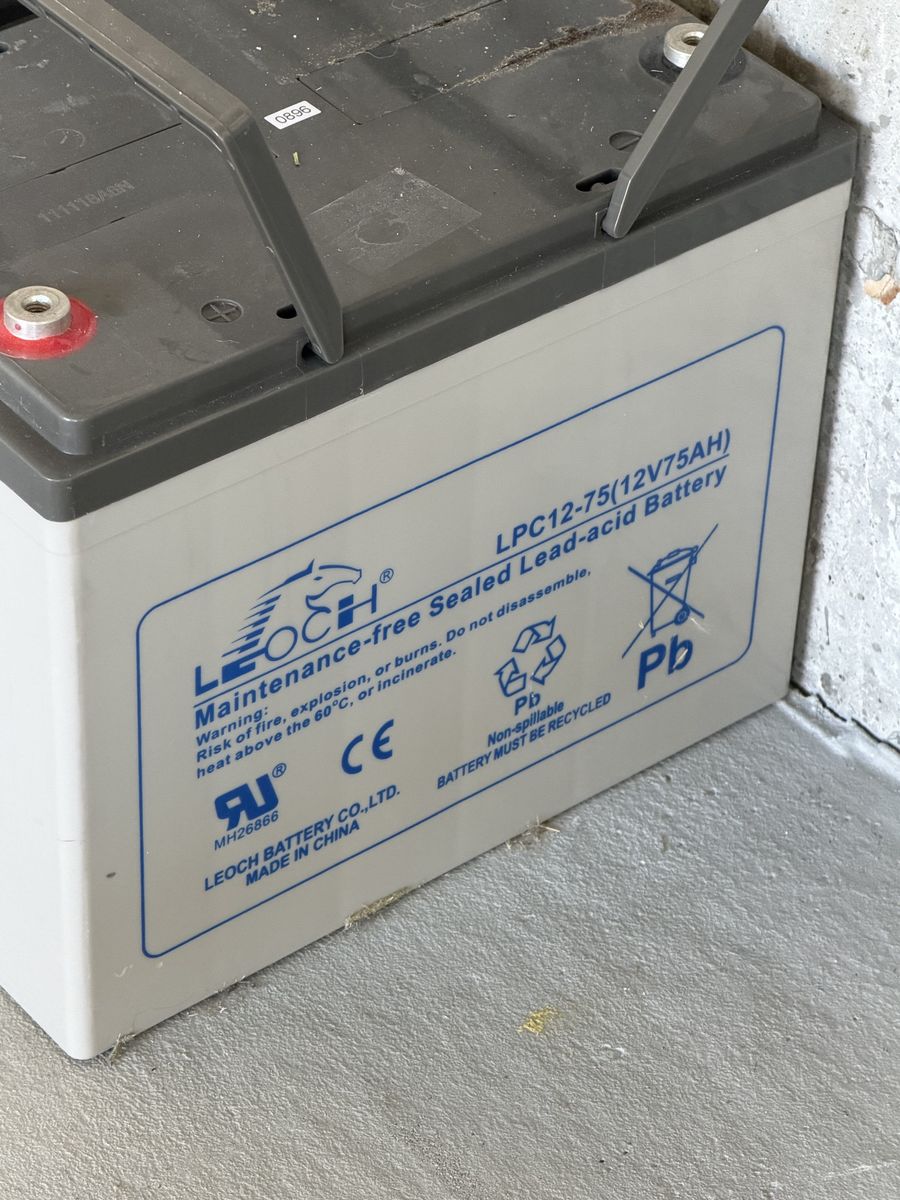 0896
+
LEOCH®
LPC12-75(12V75AH)
Maintenance-free Sealed Lead-acid Battery
Warning:
Risk of fire, explosion, or burns. Do not disassemble,
heat above the 60°C, or incinerate.
CE
Pb
Non-spillable
BATTERY MUST BE RECYCLED
Pb
RU®
MH26866
LEOCH BATTERY CO.,LTD.
MADE IN CHINA